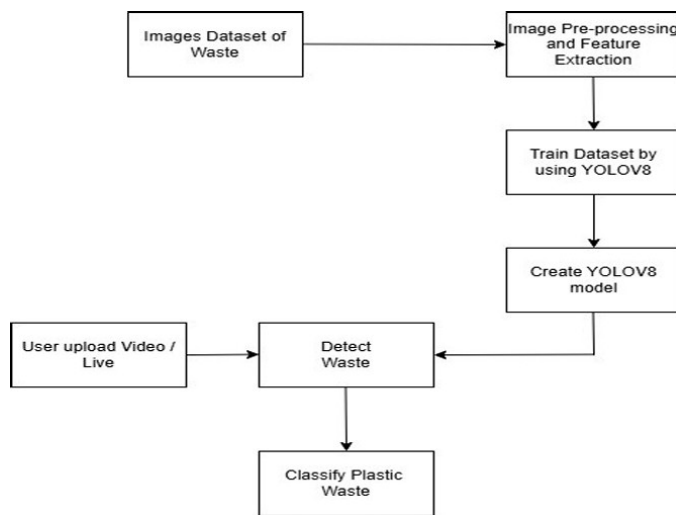 Images Dataset of
Waste
Image Pre-processing
and Feature
Extraction
Train Dataset by
using YOLOV8
Create YOLOV8
model
User upload Video /
Live
Detect
Waste
Classify Plastic
Waste